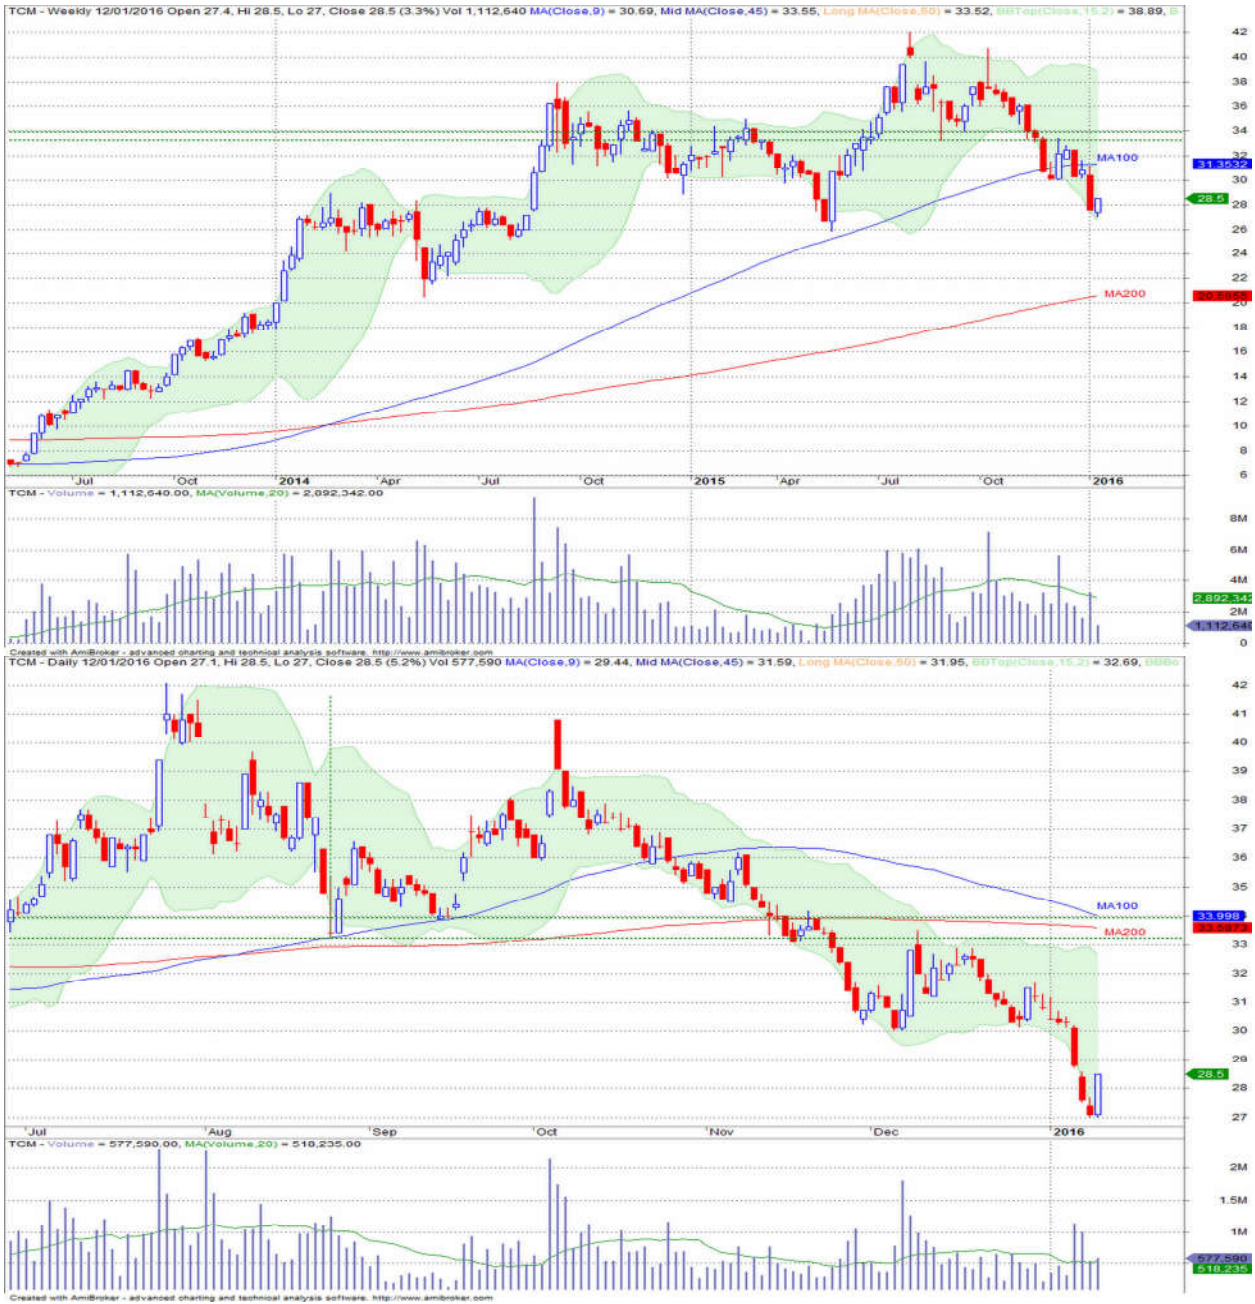 TCM - Weekly 12/01/2016 Open 27.4, Hi 28.5, Lo 27, Close 28.5 (3.3%) Vol 1,112,640 MA(Close,9) = 30.69, Mid MA(Close,45) = 33.55, Long MA(Close,50) = 33.52, BBTop(Close,15,2) = 38.89, B
42
40
38
36
34
32
MA100
31.3532
30
28.5
28
26
24
22
MA200
20
18
16
14
12
10
8
6
Jul Oct 2014 Apr Jul Oct 2015 Apr Jul Oct 2016
TCM - Volume = 1,112,640.00, MA(Volume,20) = 2,892,342.00
8M
6M
4M
2,892,342
2M
1,112,640
0
Created with AmiBroker - advanced charting and technical analysis software. http://www.amibroker.com
TCM - Daily 12/01/2016 Open 27.1, Hi 28.5, Lo 27, Close 28.5 (5.2%) Vol 577,590 MA(Close,9) = 29.44, Mid MA(Close,45) = 31.59, Long MA(Close,50) = 31.95, BBTop(Close,15,2) = 32.69, BBBo
42
41
40
39
38
37
36
35
MA100
33.998
MA200
33
32
31
30
29
28.5
28
27
Jul Aug Sep Oct Nov Dec 2016
TCM - Volume = 577,590.00, MA(Volume,20) = 518,235.00
2M
1.5M
1M
577,590
518,235
Created with AmiBroker - advanced charting and technical analysis software. http://www.amibroker.com